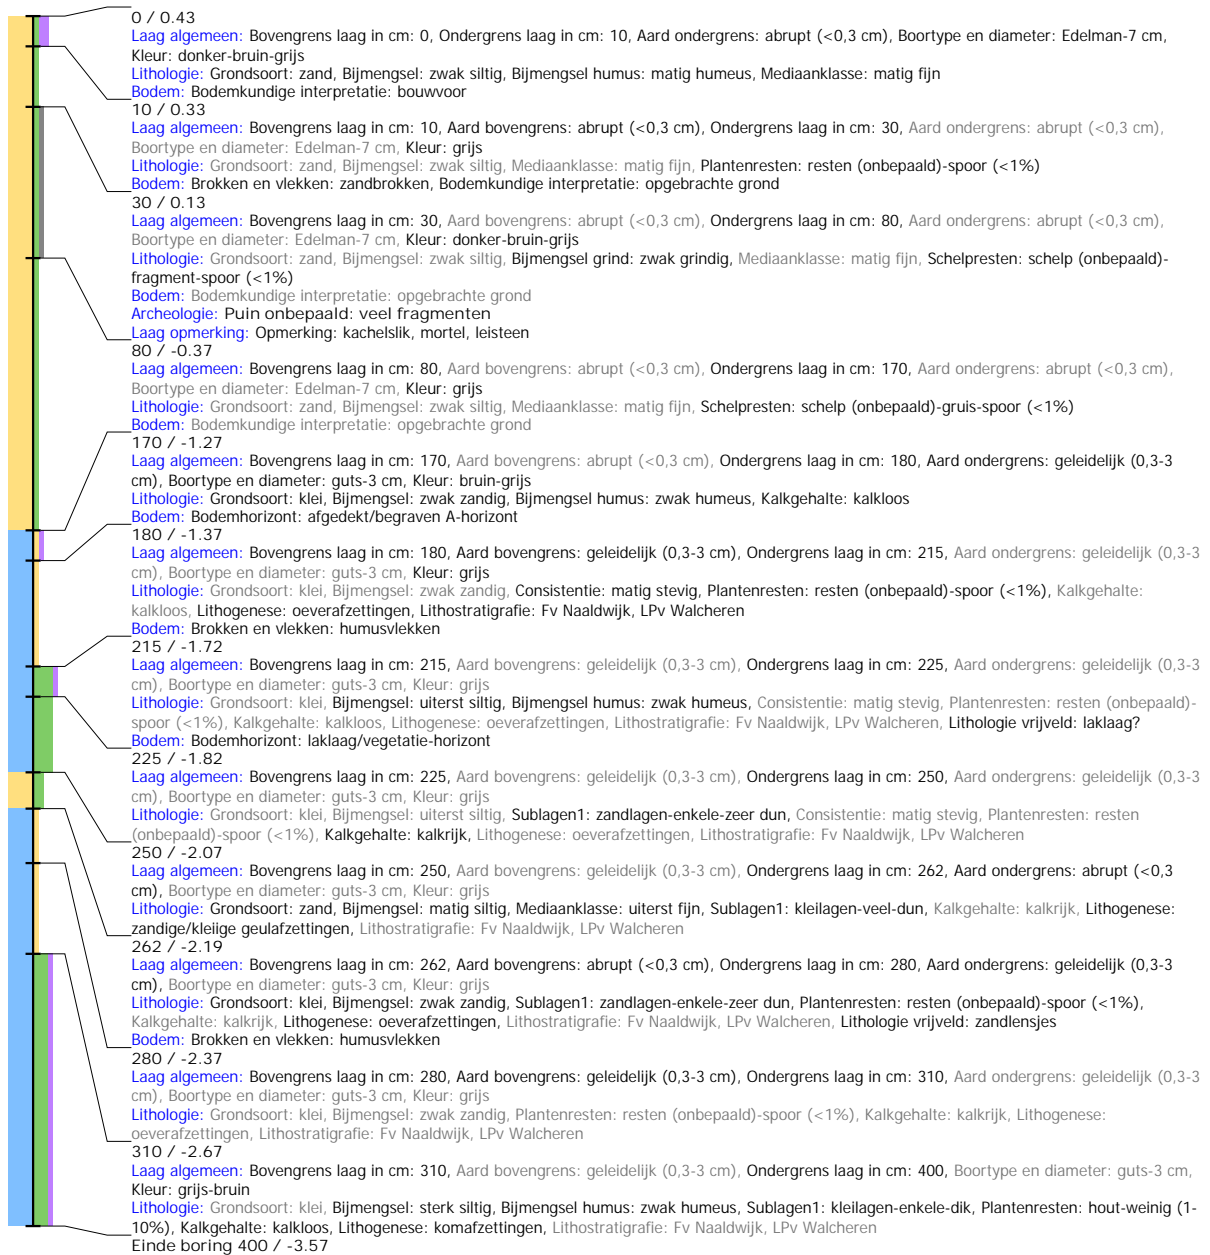 0 / 0.43
Laag algemeen: Bovengrens laag in cm: 0, Ondergrens laag in cm: 10, Aard ondergrens: abrupt (<0,3 cm), Boortype en diameter: Edelman-7 cm,
Kleur: donker-bruin-grijs
Lithologie: Grondsoort: zand, Bijmengsel: zwak siltig, Bijmengsel humus: matig humeus, Mediaanklasse: matig fijn
Bodem: Bodemkundige interpretatie: bouwvoor
10 / 0.33
Laag algemeen: Bovengrens laag in cm: 10, Aard bovengrens: abrupt (<0,3 cm), Ondergrens laag in cm: 30, Aard ondergrens: abrupt (<0,3 cm),
Boortype en diameter: Edelman-7 cm, Kleur: grijs
Lithologie: Grondsoort: zand, Bijmengsel: zwak siltig, Mediaanklasse: matig fijn, Plantenresten: resten (onbepaald)-spoor (<1%)
Bodem: Brokken en vlekken: zandbrokken, Bodemkundige interpretatie: opgebrachte grond
30 / 0.13
Laag algemeen: Bovengrens laag in cm: 30, Aard bovengrens: abrupt (<0,3 cm), Ondergrens laag in cm: 80, Aard ondergrens: abrupt (<0,3 cm),
Boortype en diameter: Edelman-7 cm, Kleur: donker-bruin-grijs
Lithologie: Grondsoort: zand, Bijmengsel: zwak siltig, Bijmengsel grind: zwak grindig, Mediaanklasse: matig fijn, Schelpresten: schelp (onbepaald)-
fragment-spoor (<1%)
Bodem: Bodemkundige interpretatie: opgebrachte grond
Archeologie: Puin onbepaald: veel fragmenten
Laag opmerking: Opmerking: kachelslik, mortel, leisteen
80 / -0.37
Laag algemeen: Bovengrens laag in cm: 80, Aard bovengrens: abrupt (<0,3 cm), Ondergrens laag in cm: 170, Aard ondergrens: abrupt (<0,3 cm),
Boortype en diameter: Edelman-7 cm, Kleur: grijs
Lithologie: Grondsoort: zand, Bijmengsel: zwak siltig, Mediaanklasse: matig fijn, Schelpresten: schelp (onbepaald)-gruis-spoor (<1%)
Bodem: Bodemkundige interpretatie: opgebrachte grond
170 / -1.27
Laag algemeen: Bovengrens laag in cm: 170, Aard bovengrens: abrupt (<0,3 cm), Ondergrens laag in cm: 180, Aard ondergrens: geleidelijk (0,3-3
cm), Boortype en diameter: guts-3 cm, Kleur: bruin-grijs
Lithologie: Grondsoort: klei, Bijmengsel: zwak zandig, Bijmengsel humus: zwak humeus, Kalkgehalte: kalkloos
Bodem: Bodemhorizont: afgedekt/begraven A-horizont
180 / -1.37
Laag algemeen: Bovengrens laag in cm: 180, Aard bovengrens: geleidelijk (0,3-3 cm), Ondergrens laag in cm: 215, Aard ondergrens: geleidelijk (0,3-3
cm), Boortype en diameter: guts-3 cm, Kleur: grijs
Lithologie: Grondsoort: klei, Bijmengsel: zwak zandig, Consistentie: matig stevig, Plantenresten: resten (onbepaald)-spoor (<1%), Kalkgehalte:
kalkloos, Lithogenese: oeverafzettingen, Lithostratigrafie: Fv Naaldwijk, LPv Walcheren
Bodem: Brokken en vlekken: humusvlekken
215 / -1.72
Laag algemeen: Bovengrens laag in cm: 215, Aard bovengrens: geleidelijk (0,3-3 cm), Ondergrens laag in cm: 225, Aard ondergrens: geleidelijk (0,3-3
cm), Boortype en diameter: guts-3 cm, Kleur: grijs
Lithologie: Grondsoort: klei, Bijmengsel: uiterst siltig, Bijmengsel humus: zwak humeus, Consistentie: matig stevig, Plantenresten: resten (onbepaald)-
spoor (<1%), Kalkgehalte: kalkloos, Lithogenese: oeverafzettingen, Lithostratigrafie: Fv Naaldwijk, LPv Walcheren, Lithologie vrijveld: laklaag?
Bodem: Bodemhorizont: laklaag/vegetatie-horizont
225 / -1.82
Laag algemeen: Bovengrens laag in cm: 225, Aard bovengrens: geleidelijk (0,3-3 cm), Ondergrens laag in cm: 250, Aard ondergrens: geleidelijk (0,3-3
cm), Boortype en diameter: guts-3 cm, Kleur: grijs
Lithologie: Grondsoort: klei, Bijmengsel: uiterst siltig, Sublagen1: zandlagen-enkele-zeer dun, Consistentie: matig stevig, Plantenresten: resten
(onbepaald)-spoor (<1%), Kalkgehalte: kalkrijk, Lithogenese: oeverafzettingen, Lithostratigrafie: Fv Naaldwijk, LPv Walcheren
250 / -2.07
Laag algemeen: Bovengrens laag in cm: 250, Aard bovengrens: geleidelijk (0,3-3 cm), Ondergrens laag in cm: 262, Aard ondergrens: abrupt (<0,3
cm), Boortype en diameter: guts-3 cm, Kleur: grijs
Lithologie: Grondsoort: zand, Bijmengsel: matig siltig, Mediaanklasse: uiterst fijn, Sublagen1: kleilagen-veel-dun, Kalkgehalte: kalkrijk, Lithogenese:
zandige/kleiige geulafzettingen, Lithostratigrafie: Fv Naaldwijk, LPv Walcheren
262 / -2.19
Laag algemeen: Bovengrens laag in cm: 262, Aard bovengrens: abrupt (<0,3 cm), Ondergrens laag in cm: 280, Aard ondergrens: geleidelijk (0,3-3
cm), Boortype en diameter: guts-3 cm, Kleur: grijs
Lithologie: Grondsoort: klei, Bijmengsel: zwak zandig, Sublagen1: zandlagen-enkele-zeer dun, Plantenresten: resten (onbepaald)-spoor (<1%),
Kalkgehalte: kalkrijk, Lithogenese: oeverafzettingen, Lithostratigrafie: Fv Naaldwijk, LPv Walcheren, Lithologie vrijveld: zandlensjes
Bodem: Brokken en vlekken: humusvlekken
280 / -2.37
Laag algemeen: Bovengrens laag in cm: 280, Aard bovengrens: geleidelijk (0,3-3 cm), Ondergrens laag in cm: 310, Aard ondergrens: geleidelijk (0,3-3
cm), Boortype en diameter: guts-3 cm, Kleur: grijs
Lithologie: Grondsoort: klei, Bijmengsel: zwak zandig, Plantenresten: resten (onbepaald)-spoor (<1%), Kalkgehalte: kalkrijk, Lithogenese:
oeverafzettingen, Lithostratigrafie: Fv Naaldwijk, LPv Walcheren
310 / -2.67
Laag algemeen: Bovengrens laag in cm: 310, Aard bovengrens: geleidelijk (0,3-3 cm), Ondergrens laag in cm: 400, Boortype en diameter: guts-3 cm,
Kleur: grijs-bruin
Lithologie: Grondsoort: klei, Bijmengsel: sterk siltig, Bijmengsel humus: zwak humeus, Sublagen1: kleilagen-enkele-dik, Plantenresten: hout-weinig (1-
10%), Kalkgehalte: kalkloos, Lithogenese: komafzettingen, Lithostratigrafie: Fv Naaldwijk, LPv Walcheren
Einde boring 400 / -3.57